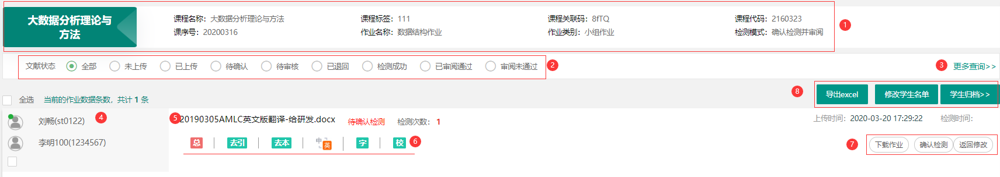 大数据分析理论与
方法
课程名称：大数据分析理论与方法 课程标签：111 课程关联码：8fTQ 课程代码：2160323
课序号：20200316 作业名称：数据结构作业 作业类别：小组作业 检测模式：确认检测并审阅
1
文献状态 全部 未上传 已上传 待确认 待审核 已退回 检测成功 已审阅通过 审阅未通过 2 3 更多查询>>
8 导出excel 修改学生名单 学生归档>>
全选 当前的作业数据条数，共计 1 条
刘畅(st0122) 4 5 20190305AMLC英文版翻译-给研发.docx 待确认检测 检测次数：1 上传时间：2020-03-20 17:29:22 检测时间：
李明100(1234567) 总 去引 去本 中英 字 校 6 7 下载作业 确认检测 返回修改